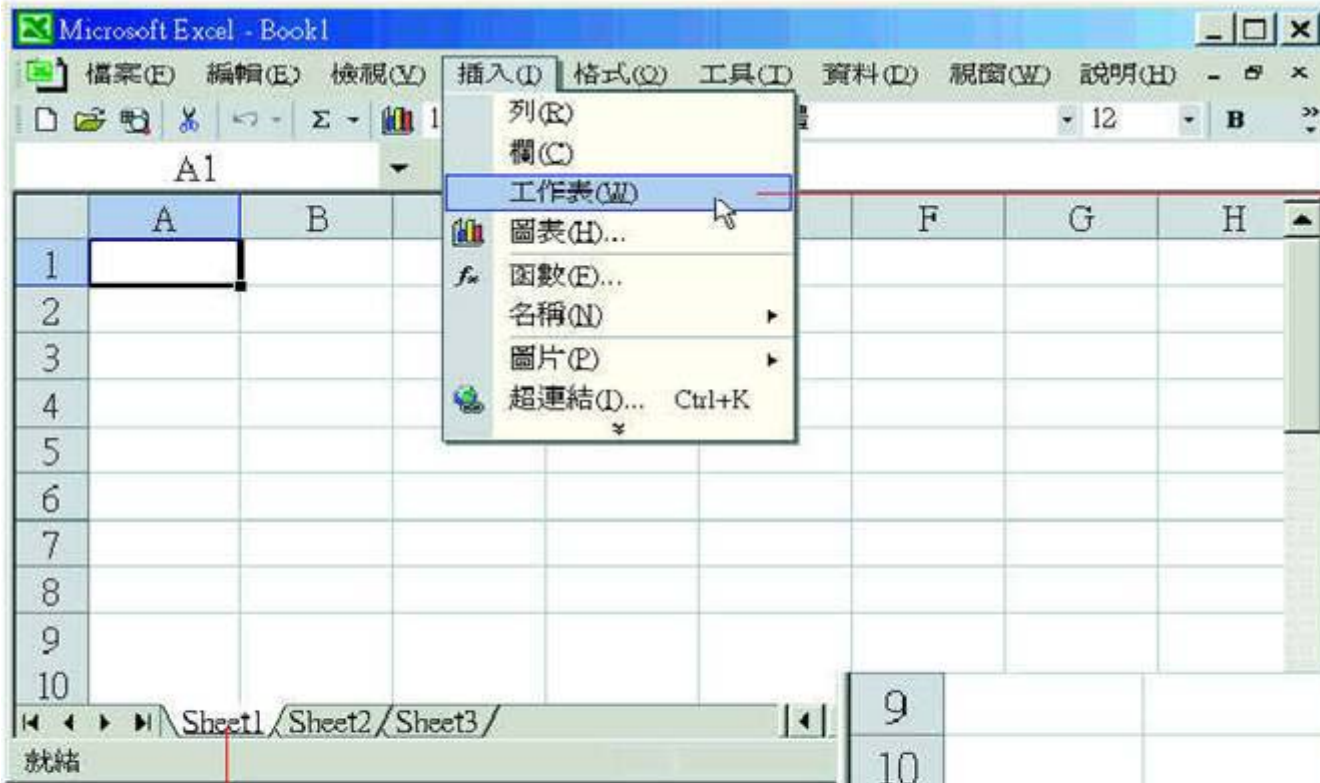 Microsoft Excel - Book1
檔案(F) 編輯(E) 檢視(V) 插入(I) 格式(O) 工具(T) 資料(D) 視窗(W) 說明(H)
Σ 1 12 B
A1
列(R)
欄(C)
工作表(W)
圖表(H)...
fx 函數(F)...
名稱(N)
圖片(P)
超連結(I)... Ctrl+K
A B F G H
1
2
3
4
5
6
7
8
9
10
Sheet1 Sheet2 Sheet3
就緒
9
10